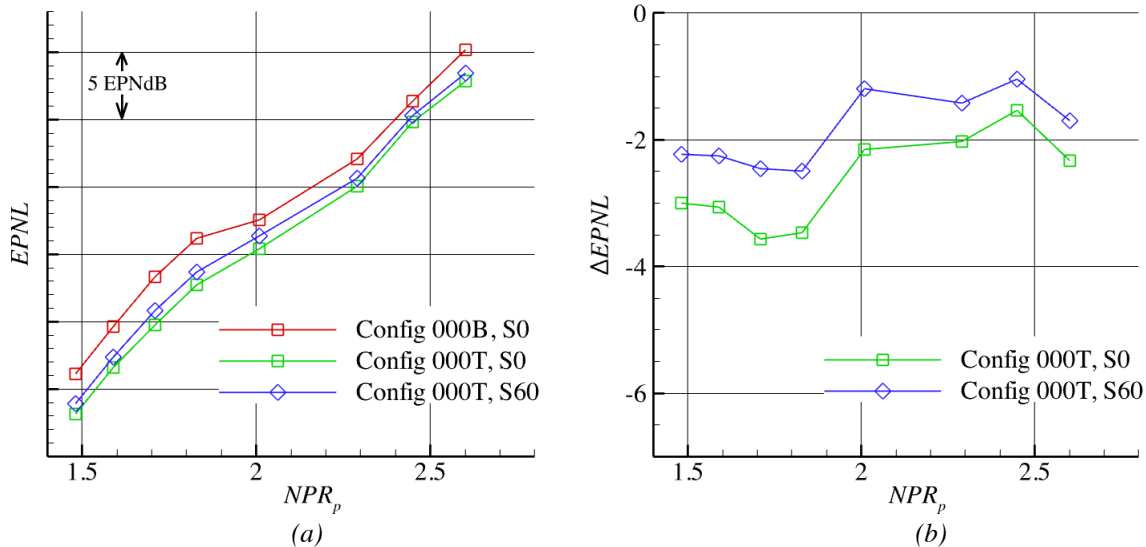 5 EPNdB
EPNL
Config 000B, S0
Config 000T, S0
Config 000T, S60
1.5 2 2.5
NPRp
(a)
0
-2
-4
-6
ΔEPNL
Config 000T, S0
Config 000T, S60
1.5 2 2.5
NPRp
(b)